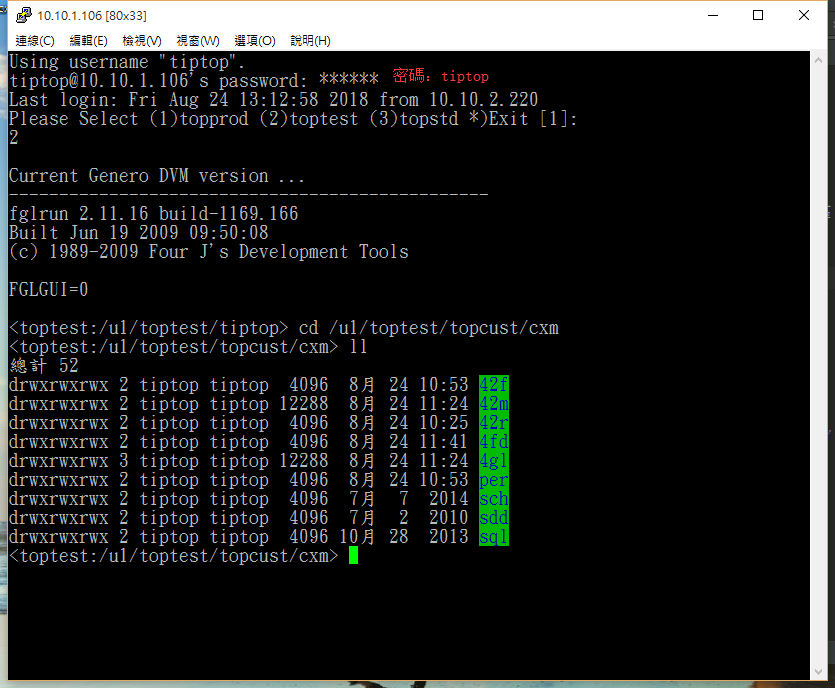 10.10.1.106 [80x33]
連線(C) 編輯(E) 檢視(V) 視窗(W) 選項(O) 說明(H)
Using username "tiptop".
tiptop@10.10.1.106's password: ****** 密碼: tiptop
Last login: Fri Aug 24 13:12:58 2018 from 10.10.2.220
Please Select (1)topprod (2)toptest (3)topstd *)Exit [1]:
2
Current Genero DVM version ...
------------------------------------------------
fglrun 2.11.16 build-1169.166
Built Jun 19 2009 09:50:08
(c) 1989-2009 Four J's Development Tools
FGLGUI=0
<toptest:/u1/toptest/tiptop> cd /u1/toptest/topcust/cxm
<toptest:/u1/toptest/topcust/cxm> ll
總計 52
drwxrwxrwx 2 tiptop tiptop  4096  8月 24 10:53 42f
drwxrwxrwx 2 tiptop tiptop 12288  8月 24 11:24 42m
drwxrwxrwx 2 tiptop tiptop  4096  8月 24 10:25 42r
drwxrwxrwx 2 tiptop tiptop  4096  8月 24 11:41 4fd
drwxrwxrwx 3 tiptop tiptop 12288  8月 24 11:24 4gl
drwxrwxrwx 2 tiptop tiptop  4096  8月 24 10:53 per
drwxrwxrwx 2 tiptop tiptop  4096  7月  7  2014 sch
drwxrwxrwx 2 tiptop tiptop  4096  7月  2  2010 sdd
drwxrwxrwx 2 tiptop tiptop  4096 10月 28  2013 sql
<toptest:/u1/toptest/topcust/cxm>